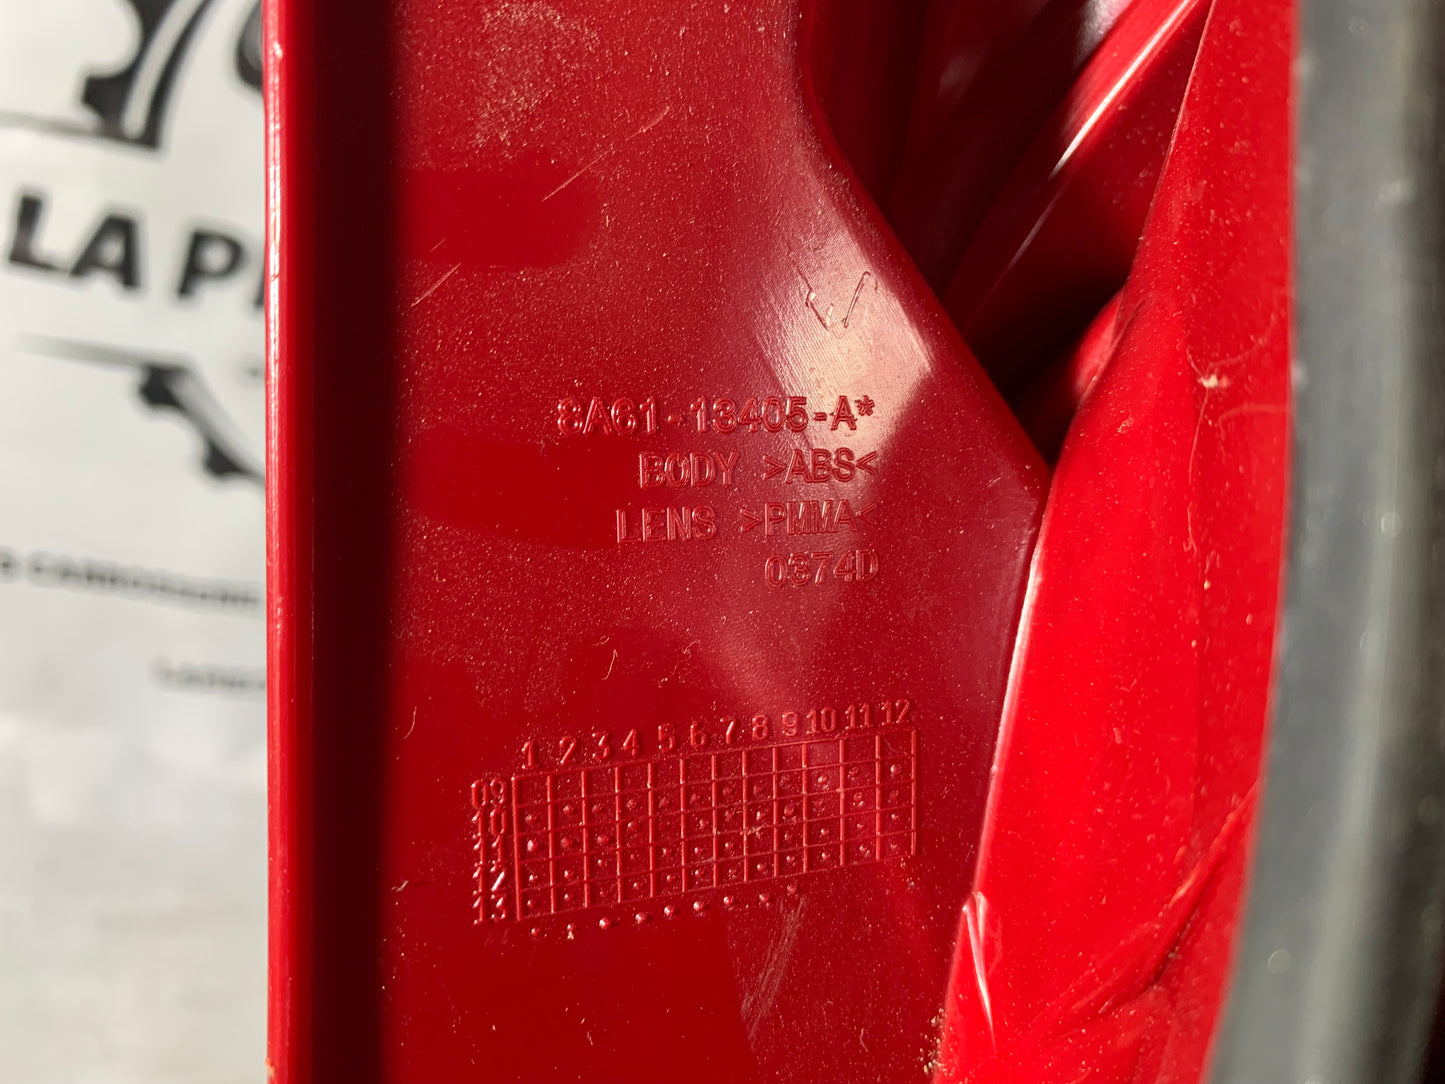 LA P
8A61-13405-A*
BODY >ABS<
LENS >PMMA<
0374D
1 2 3 4 5 6 7 8 9 10 11 12
09
10
11
12
13